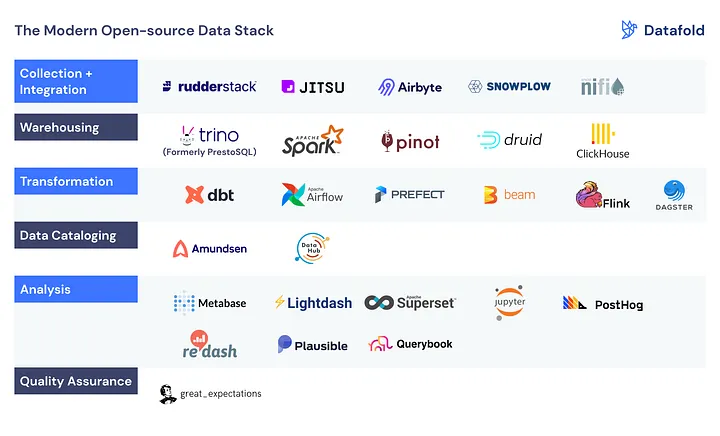 The Modern Open-source Data Stack
Datafold
Collection +
Integration
rudderstack
JITSU
Airbyte
SNOWPLOW
nifi
Warehousing
trino
(Formerly PrestoSQL)
APACHE
Spark
pinot
druid
ClickHouse
Transformation
dbt
Apache
Airflow
PREFECT
beam
Flink
DAGSTER
Data Cataloging
Amundsen
Data
Hub
Analysis
Metabase
Lightdash
Apache
Superset
jupyter
PostHog
re:dash
Plausible
Querybook
Quality Assurance
great_expectations